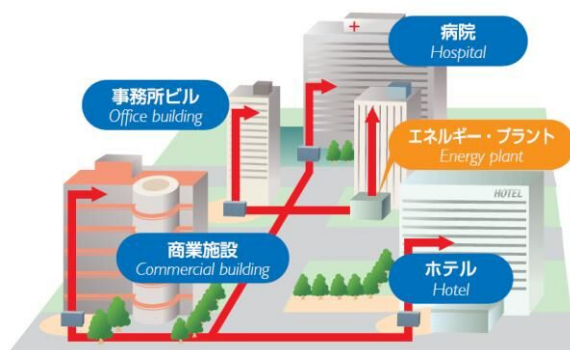 病院
Hospital
事務所ビル
Office building
エネルギー・プラント
Energy plant
HOTEL
商業施設
Commercial building
ホテル
Hotel